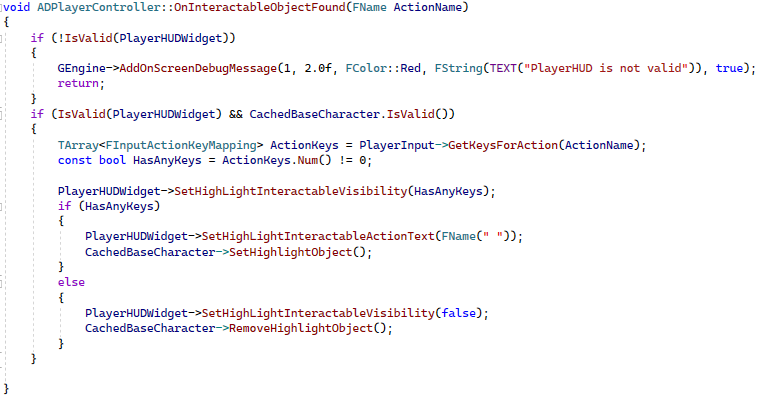 void ADPlayerController::OnInteractableObjectFound(FName ActionName)
{
    if (!IsValid(PlayerHUDWidget))
    {
        GEngine->AddOnScreenDebugMessage(1, 2.0f, FColor::Red, FString(TEXT("PlayerHUD is not valid")), true);
        return;
    }
    if (IsValid(PlayerHUDWidget) && CachedBaseCharacter.IsValid())
    {
        TArray<FInputActionKeyMapping> ActionKeys = PlayerInput->GetKeysForAction(ActionName);
        const bool HasAnyKeys = ActionKeys.Num() != 0;

        PlayerHUDWidget->SetHighLightInteractableVisibility(HasAnyKeys);
        if (HasAnyKeys)
        {
            PlayerHUDWidget->SetHighLightInteractableActionText(FName(" "));
            CachedBaseCharacter->SetHighlightObject();
        }
        else
        {
            PlayerHUDWidget->SetHighLightInteractableVisibility(false);
            CachedBaseCharacter->RemoveHighlightObject();
        }
    }

}